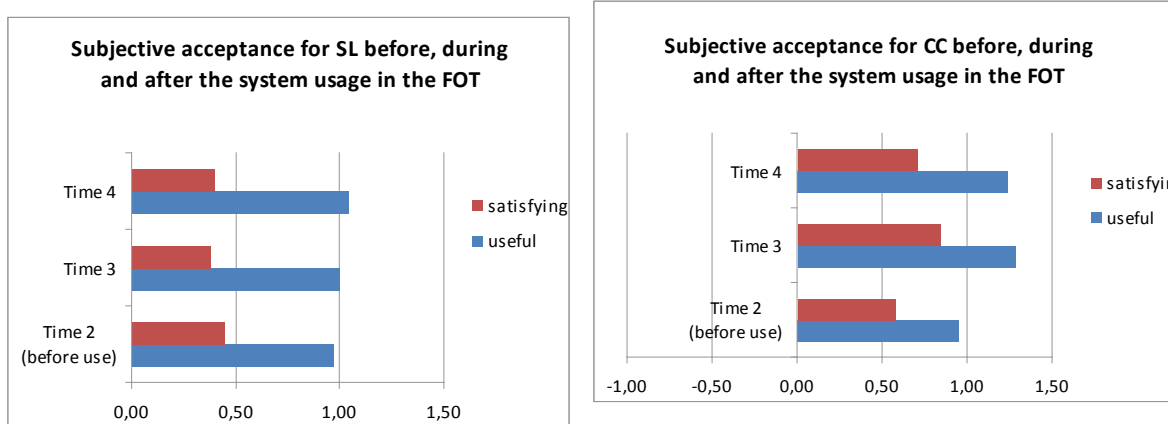 Subjective acceptance for SL before, during
and after the system usage in the FOT
Time 4
Time 3
Time 2
(before use)
satisfying
useful
0,00 0,50 1,00 1,50
Subjective acceptance for CC before, during
and after the system usage in the FOT
Time 4
Time 3
Time 2
(before use)
satisfyin
useful
-1,00 -0,50 0,00 0,50 1,00 1,50